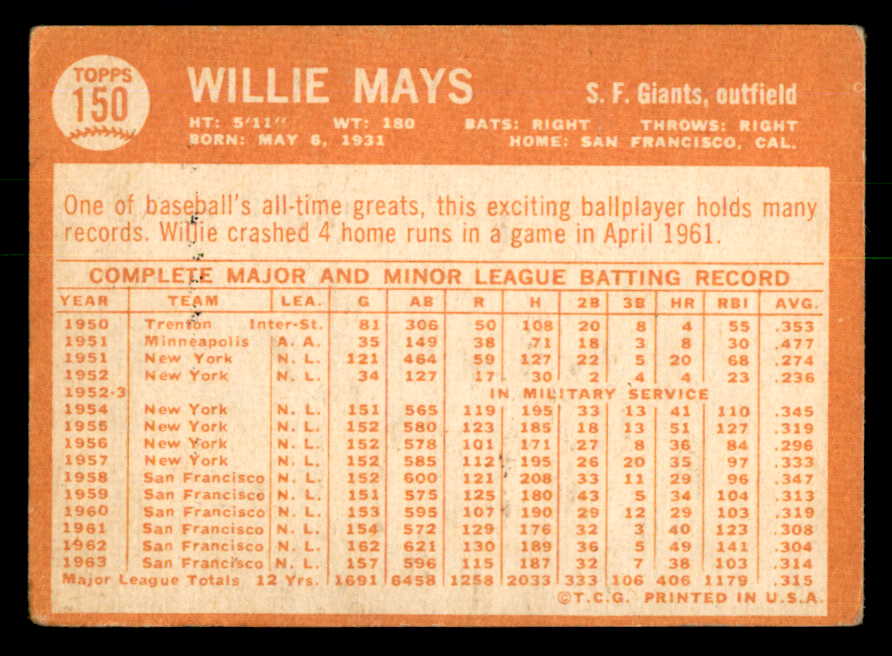 TOPPS
150
WILLIE MAYS
S. F. Giants, outfield
HT: 5'11" WT: 180 BATS: RIGHT THROWS: RIGHT
BORN: MAY 6, 1931 HOME: SAN FRANCISCO, CAL.
One of baseball's all-time greats, this exciting ballplayer holds many
records. Willie crashed 4 home runs in a game in April 1961.
COMPLETE MAJOR AND MINOR LEAGUE BATTING RECORD
YEAR TEAM LEA. G AB R H 2B 3B HR RBI AVG.
1950 Trenton Inter-St. 81 306 50 108 20 8 4 55 .353
1951 Minneapolis A. A. 35 149 38 71 18 3 8 30 .477
1951 New York N. L. 121 464 59 127 22 5 20 68 .274
1952 New York N. L. 34 127 17 30 2 4 4 23 .236
1952-3 IN MILITARY SERVICE
1954 New York N. L. 151 565 119 195 33 13 41 110 .345
1955 New York N. L. 152 580 123 185 18 13 51 127 .319
1956 New York N. L. 152 578 101 171 27 8 36 84 .296
1957 New York N. L. 152 585 112 195 26 20 35 97 .333
1958 San Francisco N. L. 152 600 121 208 33 11 29 96 .347
1959 San Francisco N. L. 151 575 125 180 43 5 34 104 .313
1960 San Francisco N. L. 153 595 107 190 29 12 29 103 .319
1961 San Francisco N. L. 154 572 129 176 32 3 40 123 .308
1962 San Francisco N. L. 162 621 130 189 36 5 49 141 .304
1963 San Francisco N. L. 157 596 115 187 32 7 38 103 .314
Major League Totals 12 Yrs. 1691 6458 1258 2033 333 106 406 1179 .315
©T.C.G. PRINTED IN U.S.A.